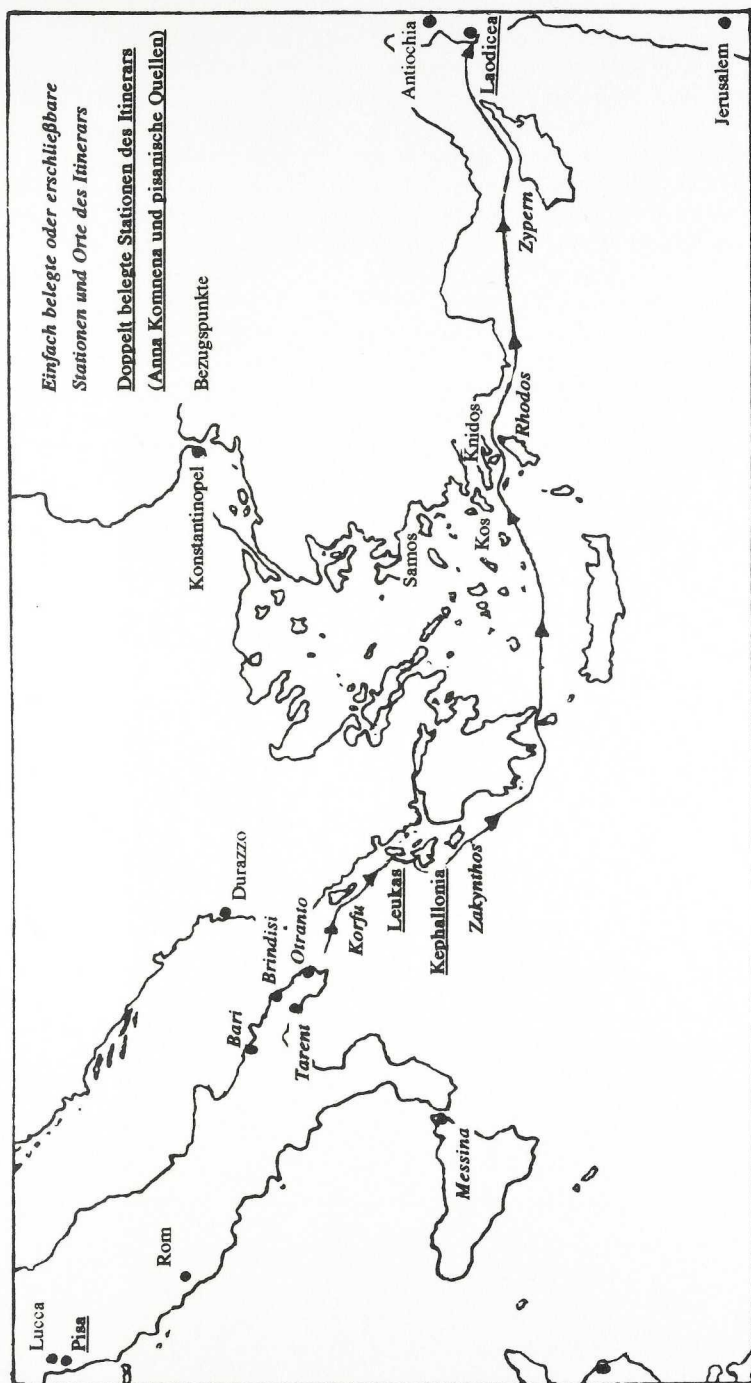 Einfach belegte oder erschließbare
Stationen und Orte des Itinerars
Doppelt belegte Stationen des Itinerars
(Anna Komnena und pisanische Quellen)
Bezugspunkte
Lucca
Pisa
Rom
Bari
Brindisi
Otranto
Tarent
Messina
Durazzo
Korfu
Leukas
Kephallonia
Zakynthos
Konstantinopel
Samos
Kos
Knidos
Rhodos
Zypern
Antiochia
Laodicea
Jerusalem